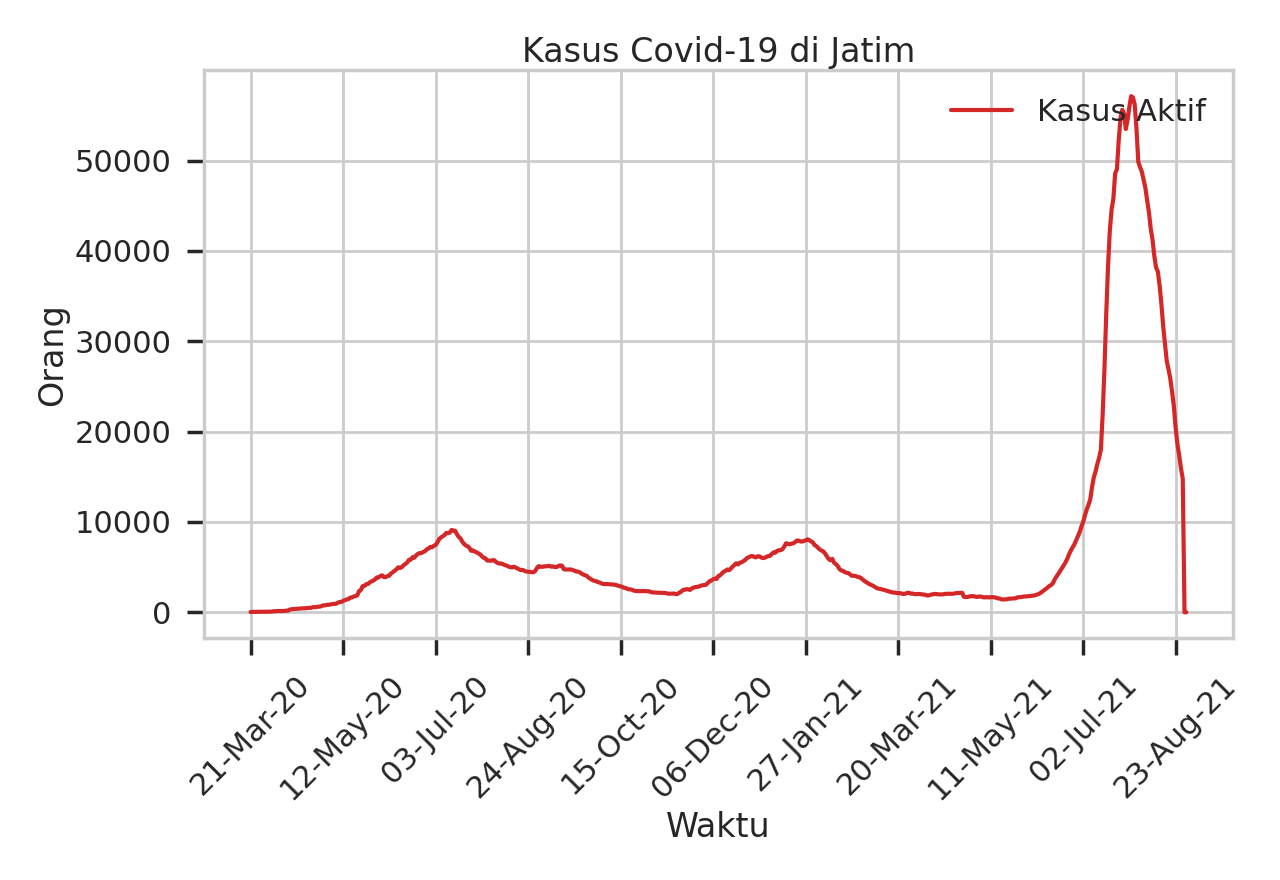 Kasus Covid-19 di Jatim
Kasus Aktif
Orang
50000
40000
30000
20000
10000
0
21-Mar-20
12-May-20
03-Jul-20
24-Aug-20
15-Oct-20
06-Dec-20
27-Jan-21
20-Mar-21
11-May-21
02-Jul-21
23-Aug-21
Waktu